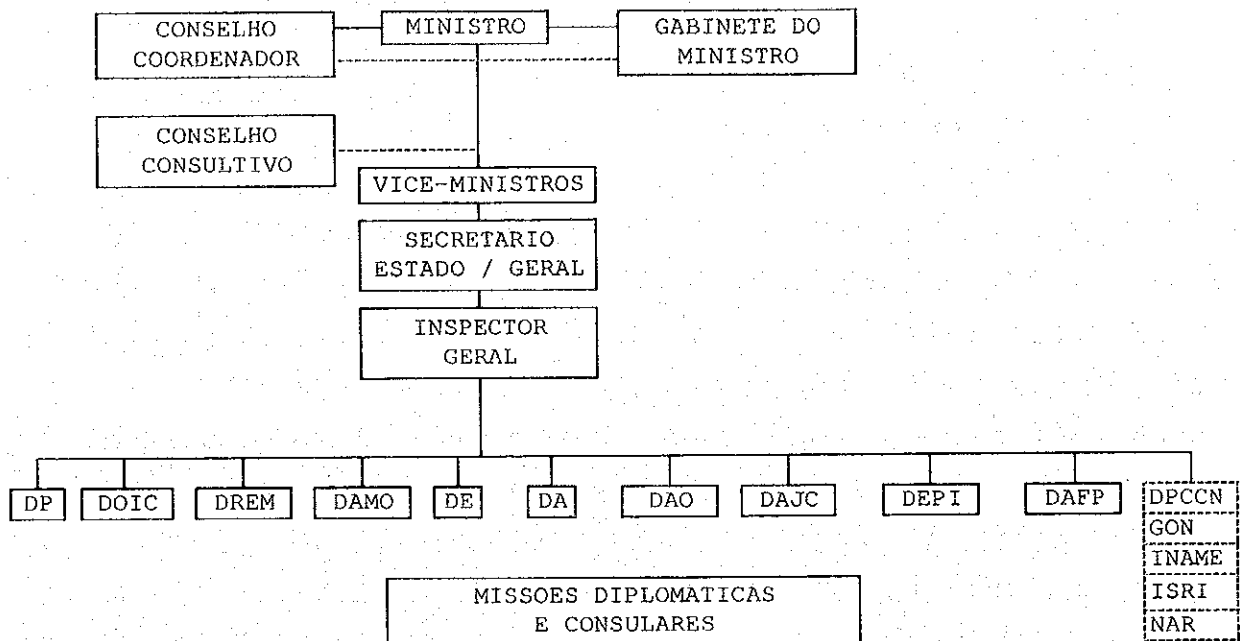 CONSELHO
COORDENADOR
MINISTRO
GABINETE DO
MINISTRO
CONSELHO
CONSULTIVO
VICE-MINISTROS
SECRETARIO
ESTADO / GERAL
INSPECTOR
GERAL
DP
DOIC
DREM
DAMO
DE
DA
DAO
DAJC
DEPI
DAFP
DPCCN
GON
INAME
ISRI
NAR
MISSOES DIPLOMATICAS
E CONSULARES